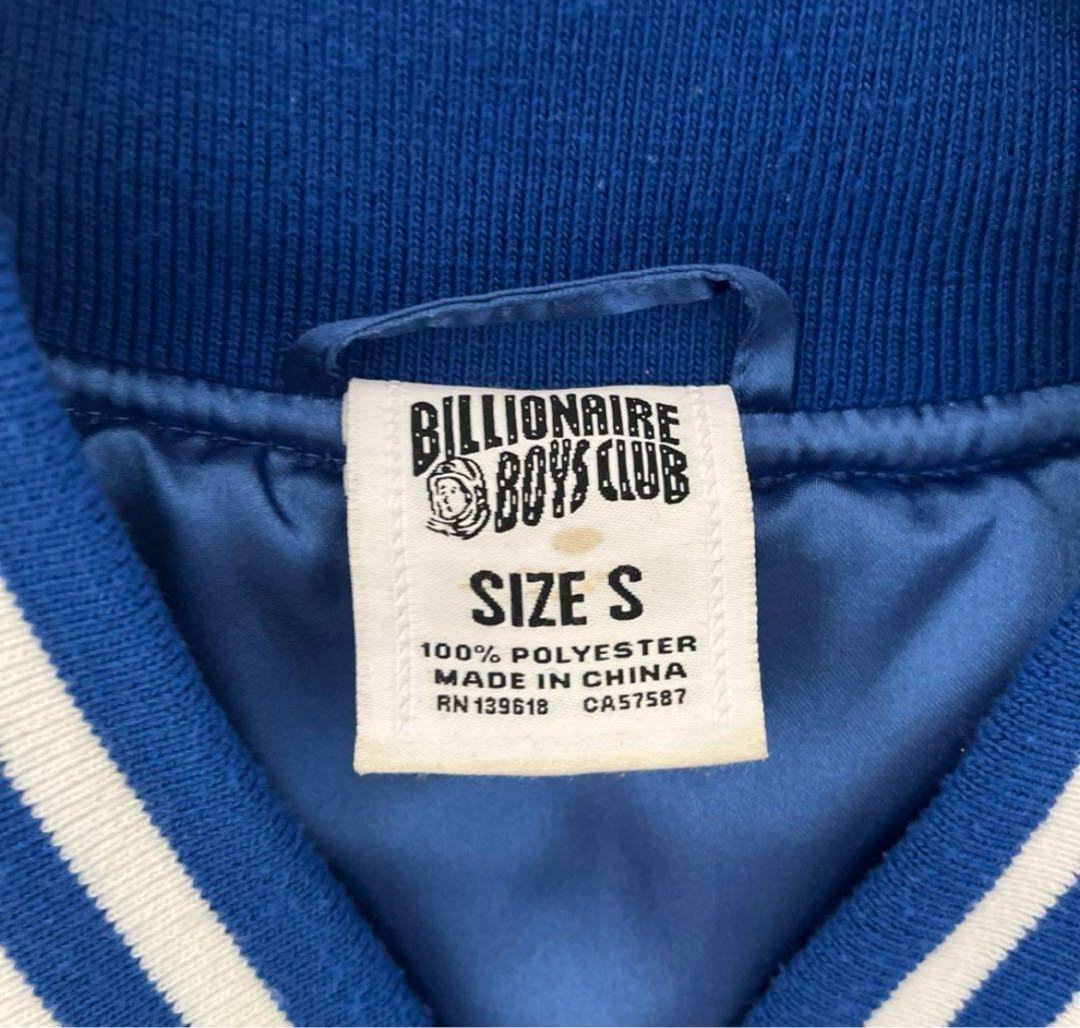 BILLIONAIRE
BOYS CLUB
SIZE S
100% POLYESTER
MADE IN CHINA
RN 139618 CA57587